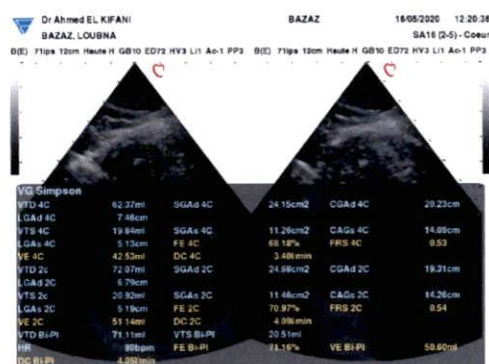 Dr Ahmed EL KIFANI BAZAZ 16/05/2020 12:20:38
BAZAZ, LOUBNA SA16 (2-5) - Coeur
B(E) 71ips 12cm Haute H GB10 ED72 HV3 Li1 Ac-1 PP3 B(E) 71ips 12cm Haute H GB10 ED72 HV3 Li1 Ac-1 PP3
VG Simpson
VTD 4C 62.37ml SGAd 4C 24.15cm2 CGAd 4C 20.23cm
LGAd 4C 7.46cm
VTS 4C 19.84ml SGAs 4C 11.26cm2 CAGs 4C 14.08cm
LGAs 4C 5.13cm FE 4C 68.18% FRS 4C 0.53
VE 4C 42.53ml DC 4C 3.40l/min
VTD 2c 72.07ml SGAd 2C 24.68cm2 CGAd 2C 19.31cm
LGAd 2C 6.79cm
VTS 2c 20.92ml SGAs 2C 11.46cm2 CAGs 2C 14.26cm
LGAs 2C 5.19cm FE 2C 70.97% FRS 2C 0.54
VE 2C 51.14ml DC 2C 4.09l/min
VTD Bi-Pl 71.11ml VTS Bi-Pl 20.51ml
HR 80bpm FE Bi-Pl 71.16% VE Bi-Pl 50.60ml
DC Bi-Pl 4.05l/min